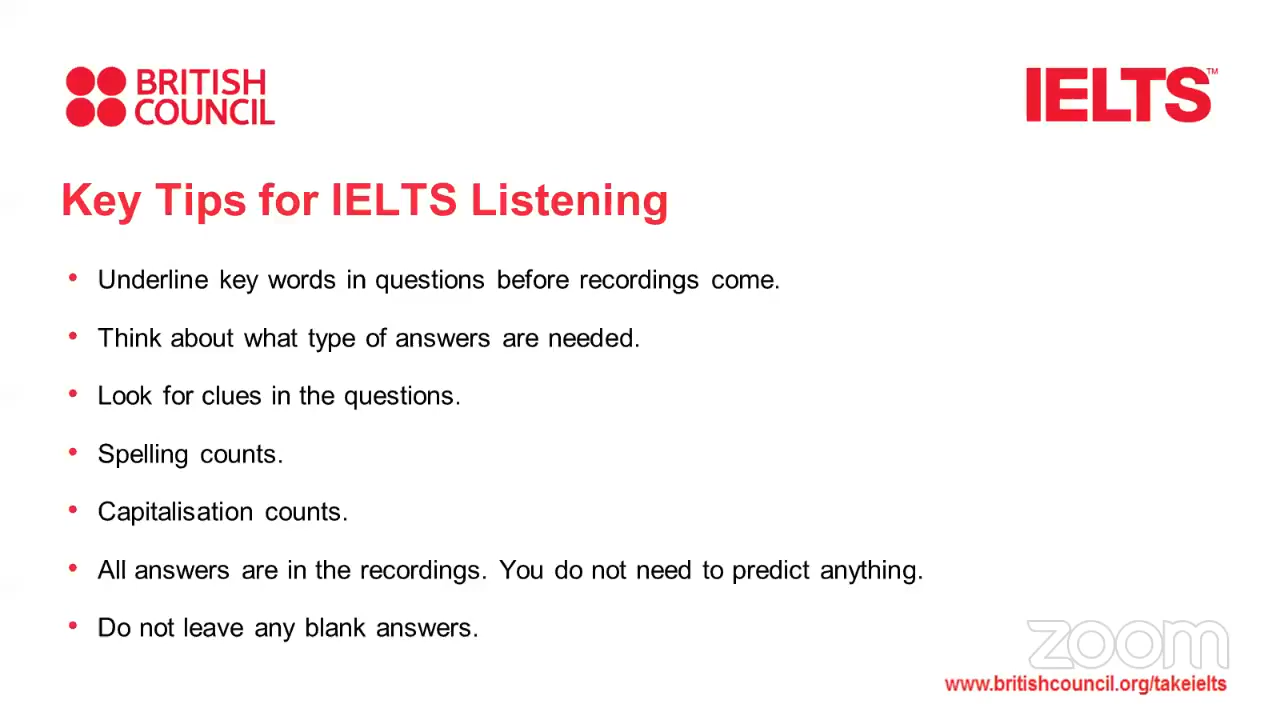 BRITISH
COUNCIL
IELTS™
Key Tips for IELTS Listening
• Underline key words in questions before recordings come.
• Think about what type of answers are needed.
• Look for clues in the questions.
• Spelling counts.
• Capitalisation counts.
• All answers are in the recordings. You do not need to predict anything.
• Do not leave any blank answers.
zoom
www.britishcouncil.org/takeielts